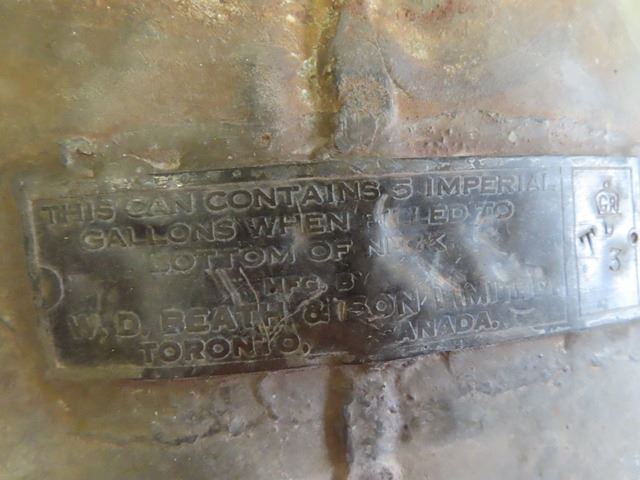 THIS CAN CONTAINS 5 IMPERIAL
GALLONS WHEN FILLED TO
BOTTOM OF NECK
MFG. BY
W. D. BEATH & SON LIMITED
TORONTO, CANADA.
GR
T
3